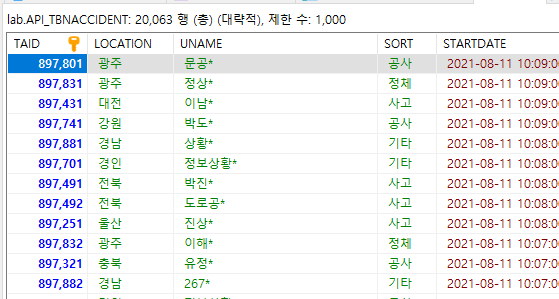 lab.API_TBNACCIDENT: 20,063 행 (총) (대략적), 제한 수: 1,000
TAID LOCATION UNAME SORT STARTDATE
897,801 광주 문공* 공사 2021-08-11 10:09:0
897,831 광주 정상* 정체 2021-08-11 10:09:0
897,431 대전 이남* 사고 2021-08-11 10:09:0
897,741 강원 박도* 공사 2021-08-11 10:09:0
897,881 경남 상황* 기타 2021-08-11 10:08:0
897,701 경인 정보상황* 기타 2021-08-11 10:08:0
897,491 전북 박진* 사고 2021-08-11 10:08:0
897,492 전북 도로공* 사고 2021-08-11 10:08:0
897,251 울산 진상* 사고 2021-08-11 10:08:0
897,832 광주 이해* 정체 2021-08-11 10:07:0
897,321 충북 유정* 공사 2021-08-11 10:07:0
897,882 경남 267* 기타 2021-08-11 10:07:0